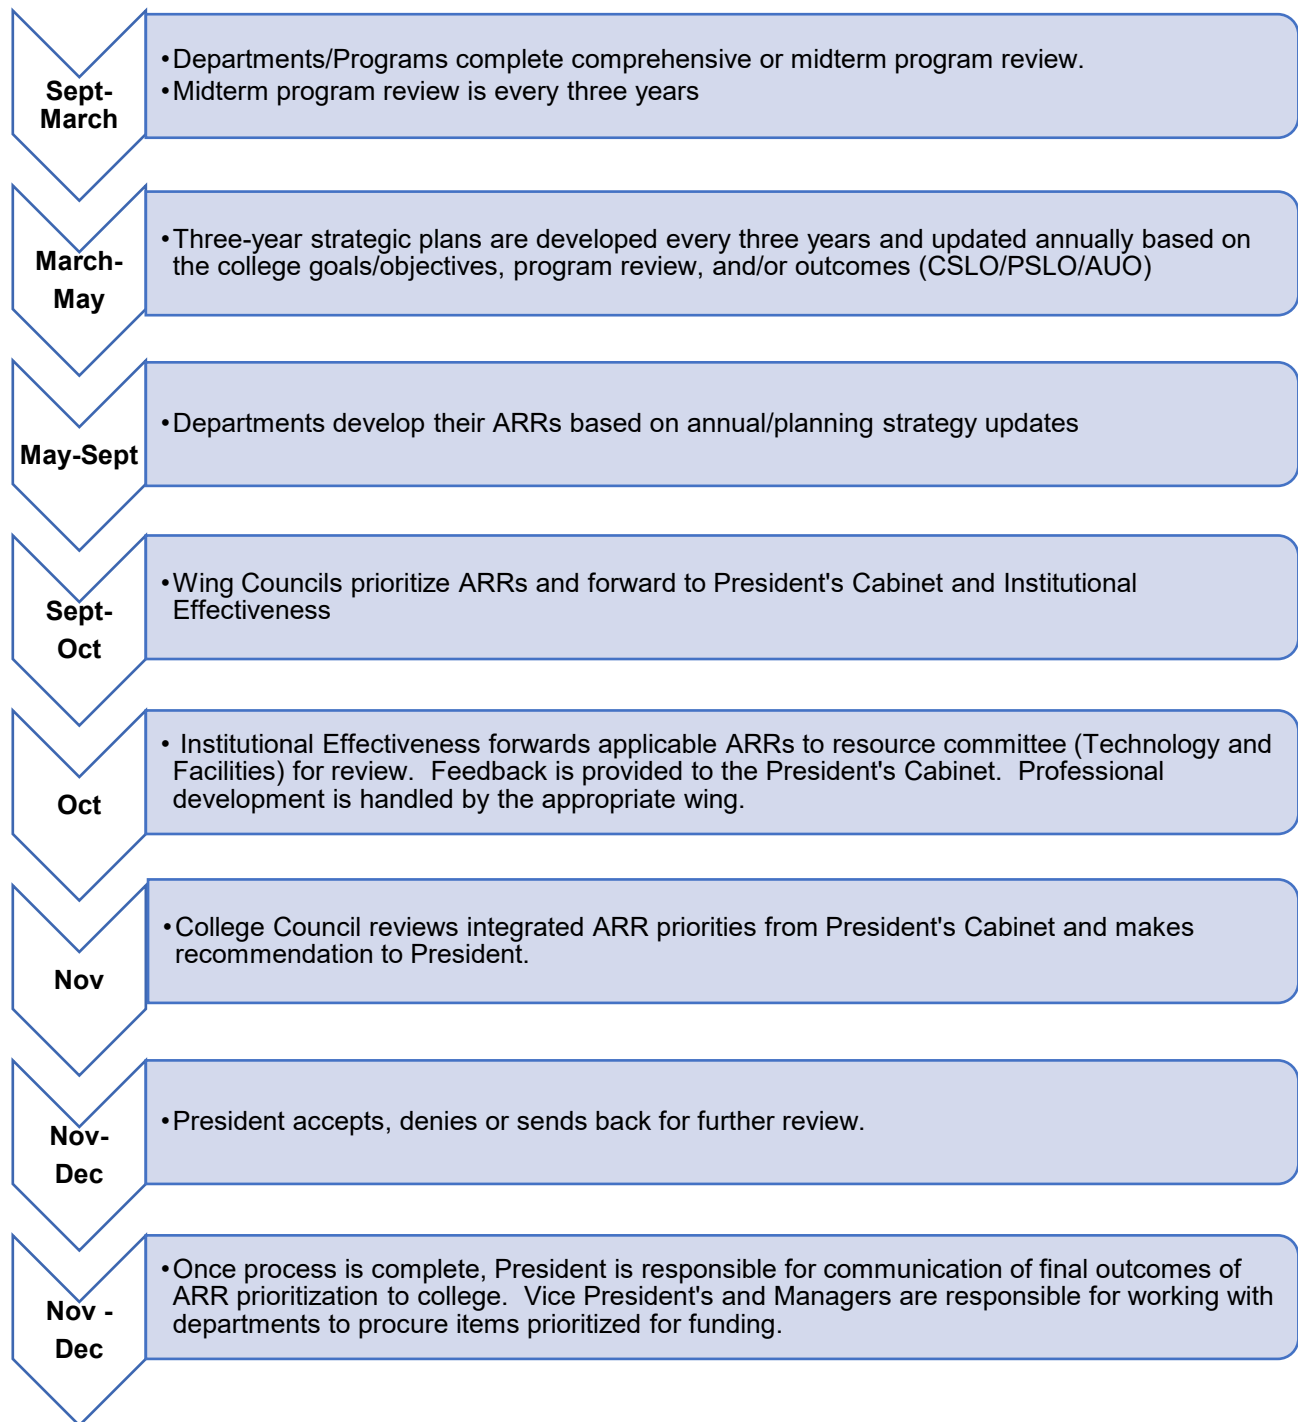 Sept-
March
•Departments/Programs complete comprehensive or midterm program review.
•Midterm program review is every three years
March-
May
•Three-year strategic plans are developed every three years and updated annually based on
the college goals/objectives, program review, and/or outcomes (CSLO/PSLO/AUO)
May-Sept
•Departments develop their ARRs based on annual/planning strategy updates
Sept-
Oct
•Wing Councils prioritize ARRs and forward to President's Cabinet and Institutional
Effectiveness
Oct
• Institutional Effectiveness forwards applicable ARRs to resource committee (Technology and
Facilities) for review.  Feedback is provided to the President's Cabinet.  Professional
development is handled by the appropriate wing.
Nov
•College Council reviews integrated ARR priorities from President's Cabinet and makes
recommendation to President.
Nov-
Dec
•President accepts, denies or sends back for further review.
Nov -
Dec
•Once process is complete, President is responsible for communication of final outcomes of
ARR prioritization to college.  Vice President's and Managers are responsible for working with
departments to procure items prioritized for funding.